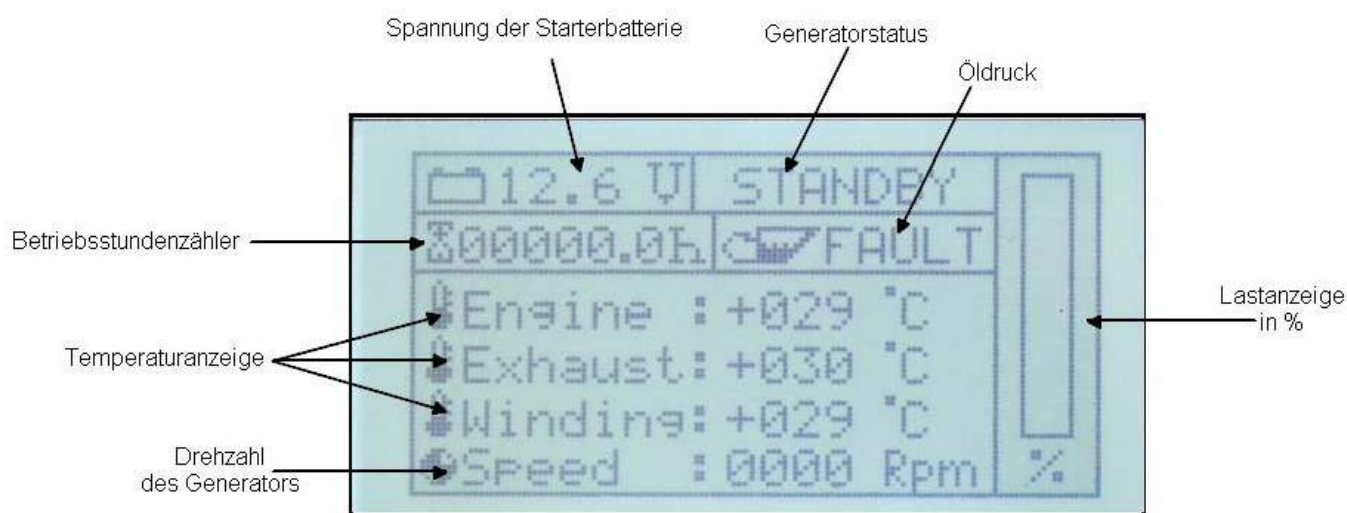 Spannung der Starterbatterie
Generatorstatus
Öldruck
12.6 V
STANDBY
Betriebsstundenzähler
00000.0h
FAULT
Engine : +029 °C
Lastanzeige
in %
Temperaturanzeige
Exhaust: +030 °C
Winding: +029 °C
Drehzahl
des Generators
Speed : 0000 Rpm
%